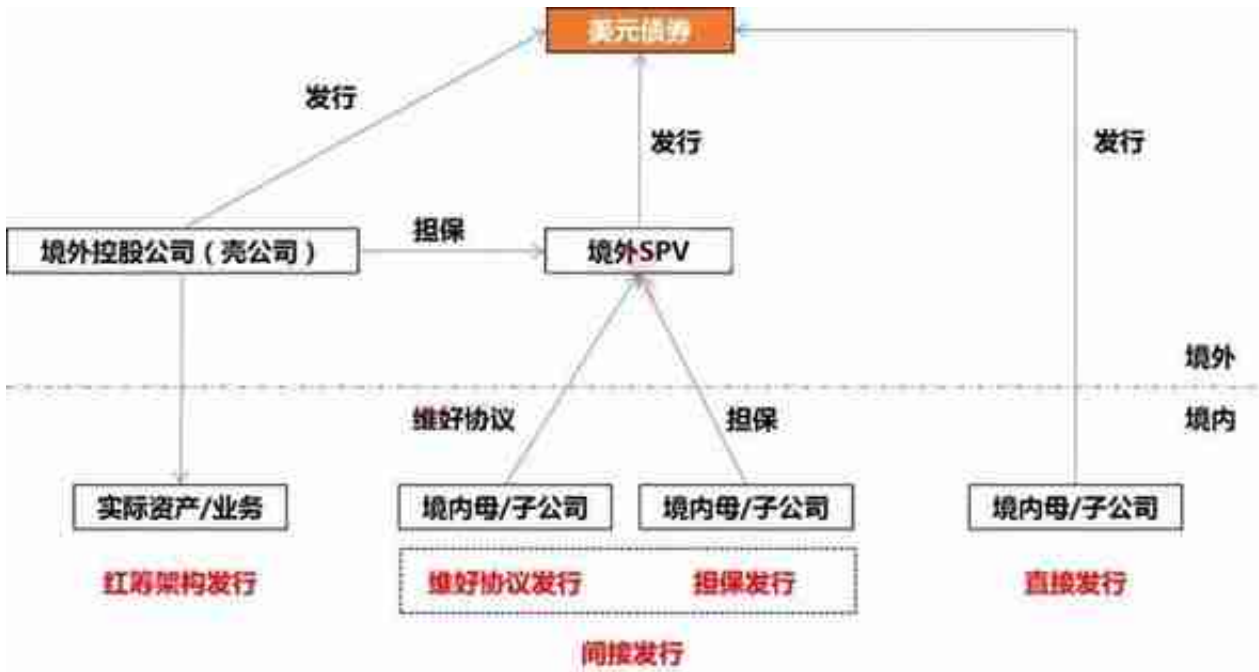 美元债券
发行
发行
发行
境外控股公司（壳公司）
担保
境外SPV
境外
维好协议
担保
境内
实际资产/业务
境内母/子公司
境内母/子公司
境内母/子公司
红筹架构发行
维好协议发行
担保发行
直接发行
间接发行